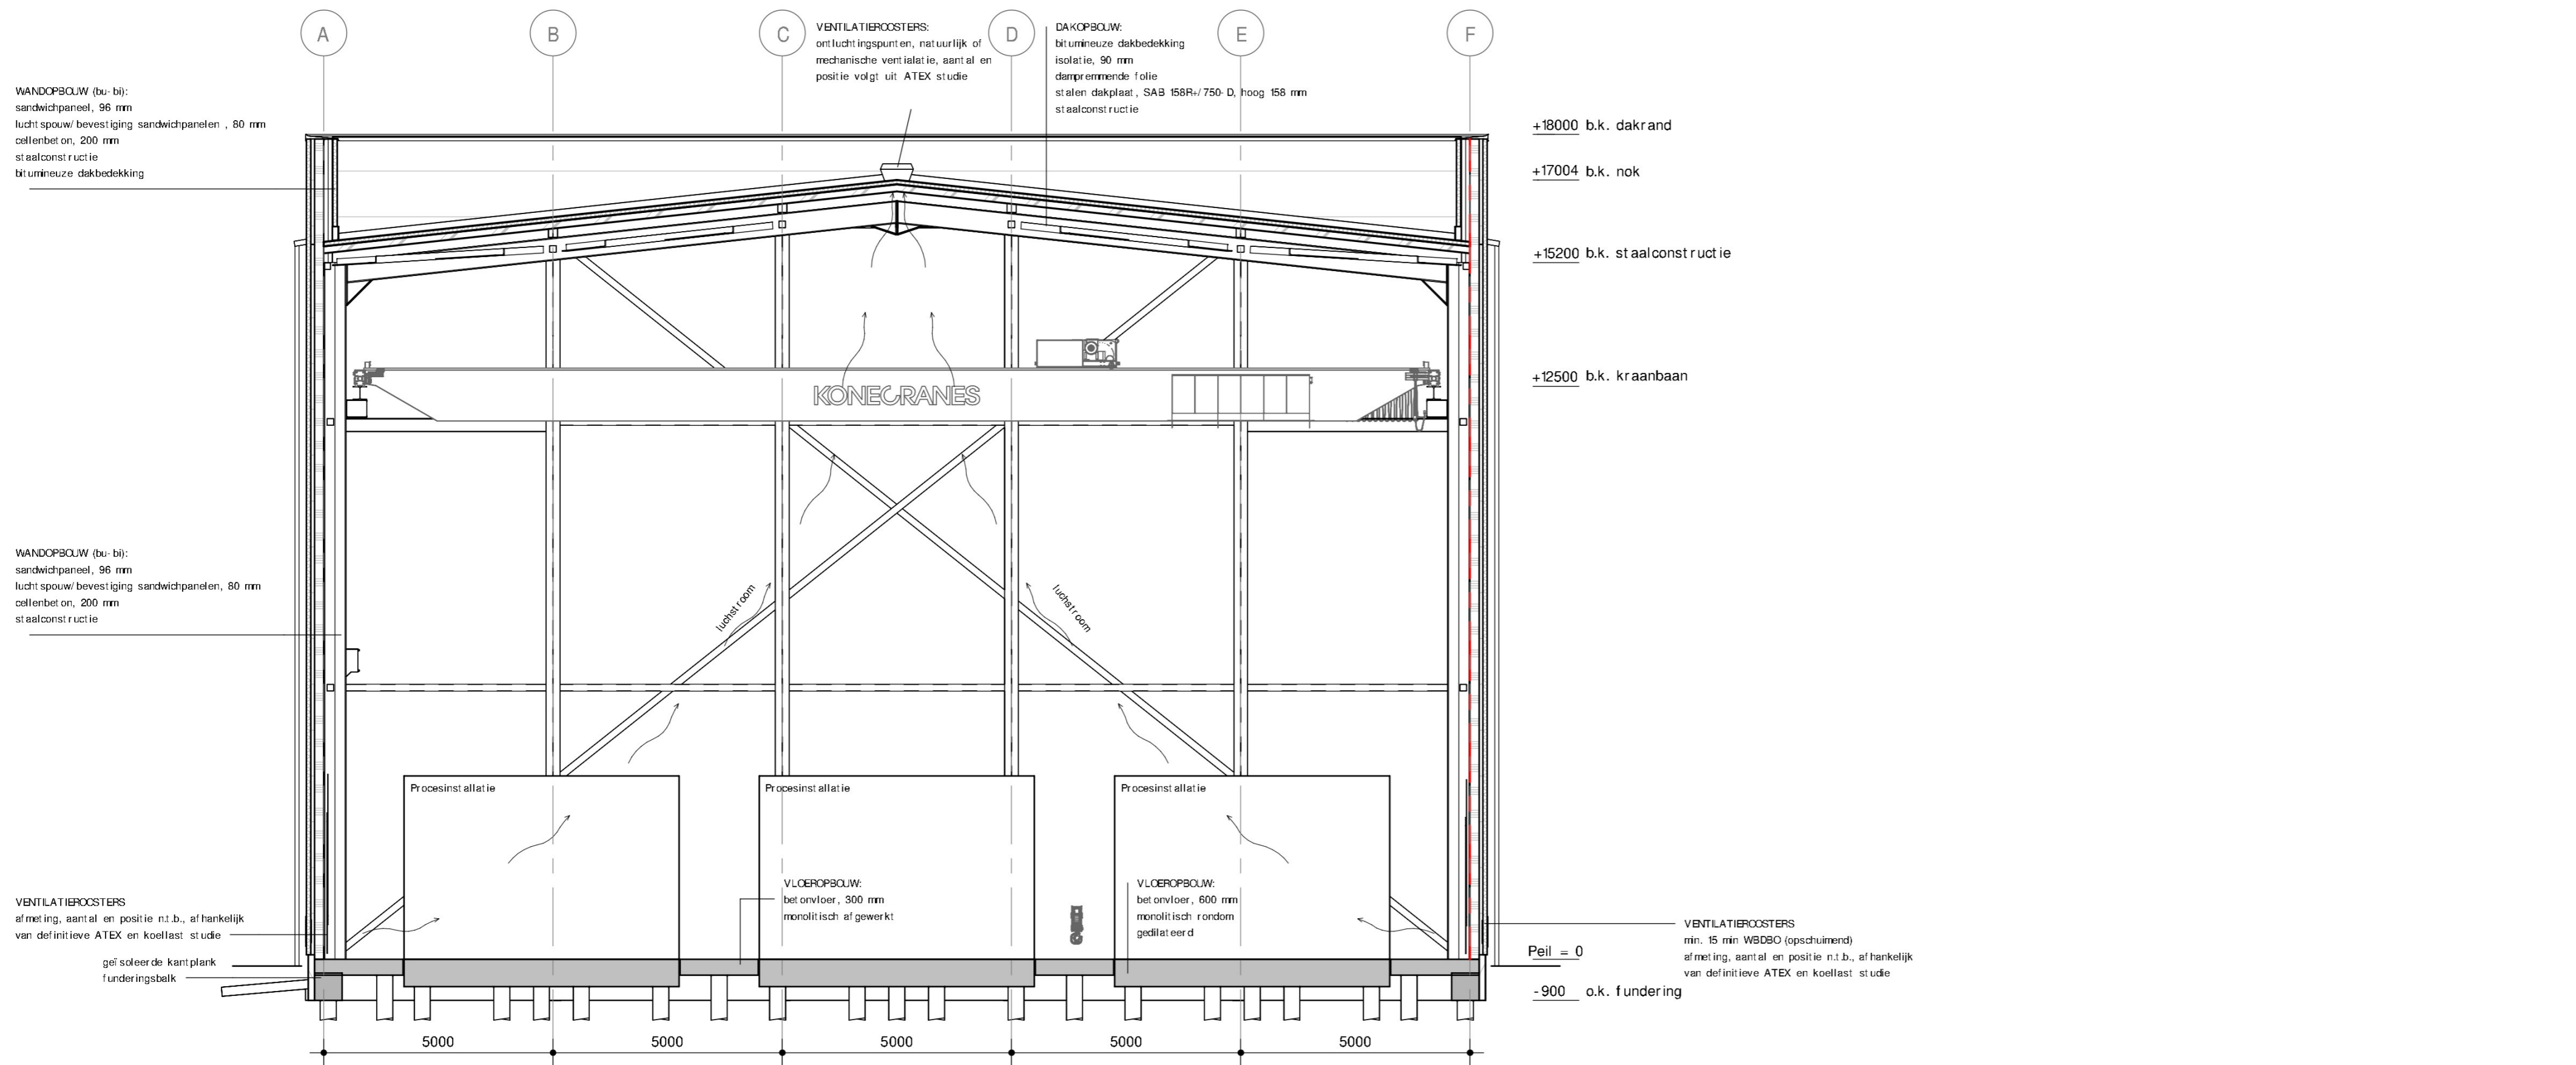 A
B
C
D
E
F
VENTILATIEROOSTERS:
ontluchtingspunten, natuurlijk of
mechanische ventialatie, aantal en
positie volgt uit ATEX studie
DAKOPBOUW:
bitumineuze dakbedekking
isolatie, 90 mm
dampremmende folie
stalen dakplaat, SAB 158R+/750-D, hoog 158 mm
staalconstructie
WANDOPBOUW (bu-bi):
sandwichpaneel, 96 mm
luchtspouw/bevestiging sandwichpanelen , 80 mm
cellenbeton, 200 mm
staalconstructie
bitumineuze dakbedekking
+18000 b.k. dakrand
+17004 b.k. nok
+15200 b.k. staalconstructie
+12500 b.k. kraanbaan
KONECRANES
WANDOPBOUW (bu-bi):
sandwichpaneel, 96 mm
luchtspouw/bevestiging sandwichpanelen, 80 mm
cellenbeton, 200 mm
staalconstructie
luchstroom
luchstroom
Procesinstallatie
Procesinstallatie
Procesinstallatie
VLOEROPBOUW:
betonvloer, 300 mm
monolitisch afgewerkt
VLOEROPBOUW:
betonvloer, 600 mm
monolitisch rondom
gedilateerd
VENTILATIEROOSTERS
afmeting, aantal en positie n.t.b., afhankelijk
van definitieve ATEX en koellast studie
geïsoleerde kantplank
funderingsbalk
VENTILATIEROOSTERS
min. 15 min WBDBO (opschuimend)
afmeting, aantal en positie n.t.b., afhankelijk
van definitieve ATEX en koellast studie
Peil = 0
-900 o.k. fundering
5000
5000
5000
5000
5000